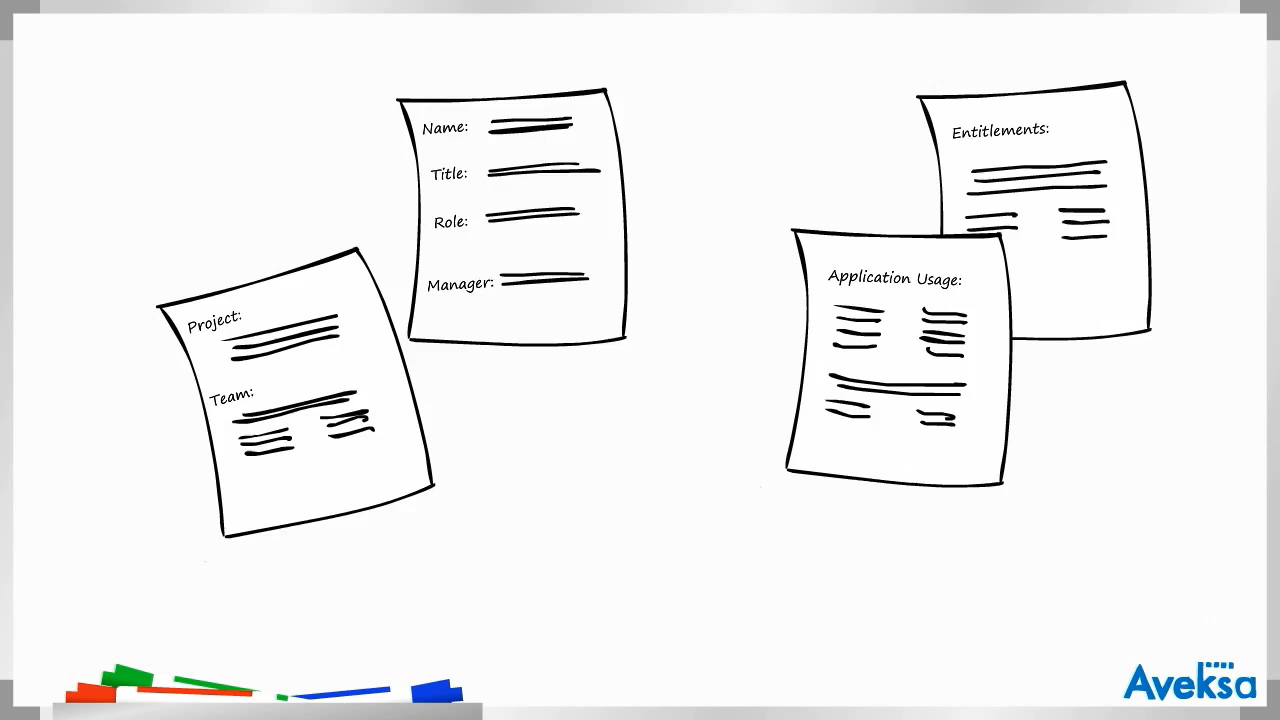 Name:
Title:
Role:
Manager:
Project:
Team:
Entitlements:
Application Usage:
Aveksa